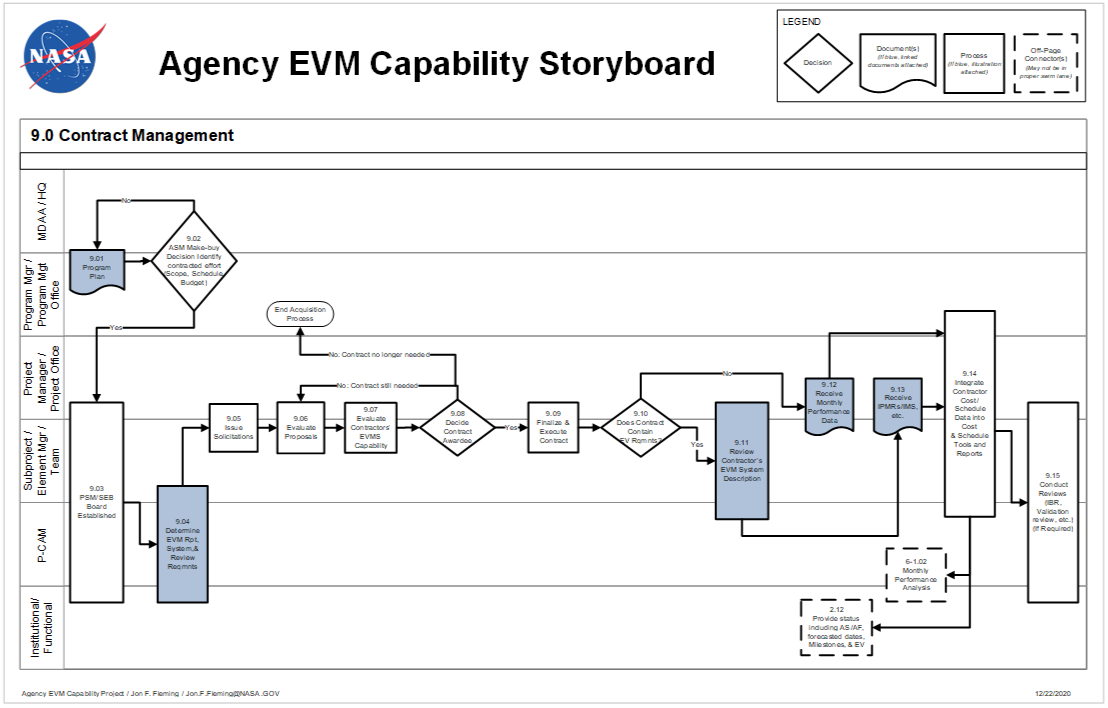 NASA
Agency EVM Capability Storyboard
LEGEND
Decision
Document(s)
(If blue, linked
documents attached)
Process
(If blue, illustration
attached)
Off-Page
Connector(s)
(May not be in
proper swim lane)
9.0 Contract Management
MDAA / HQ
Program Mgr /
Program Mgt
Office
Project
Manager /
Project Office
Subproject /
Element Mgr /
Team
P-CAM
Institutional/
Functional
No
9.01
Program
Plan
9.02
ASM Make-buy
Decision Identify
contracted effort
(Scope, Schedule,
Budget)
Yes
End Acquisition
Process
No: Contract no longer needed
No: Contract still needed
9.03
PSM/SEB
Board
Established
9.04
Determine
EVM Rpt,
System,&
Review
Reqmnts
9.05
Issue
Solicitations
9.06
Evaluate
Proposals
9.07
Evaluate
Contractors'
EVMS
Capability
9.08
Decide
Contract
Awardee
Yes
9.09
Finalize &
Execute
Contract
9.10
Does Contract
Contain
EV Rqmnts?
No
Yes
9.11
Review
Contractor's
EVM System
Description
9.12
Receive
Monthly
Performance
Data
9.13
Receive
IPMRs/IMS,
etc.
9.14
Integrate
Contractor
Cost/
Schedule
Data into
Cost
& Schedule
Tools and
Reports
9.15
Conduct
Reviews
(IBR,
Validation
review, etc.)
(If Required)
6-1.02
Monthly
Performance
Analysis
2.12
Provide status
including AS/AF,
forecasted dates,
Milestones, & EV
Agency EVM Capability Project / Jon F. Fleming / Jon.F.Fleming@NASA.GOV
12/22/2020